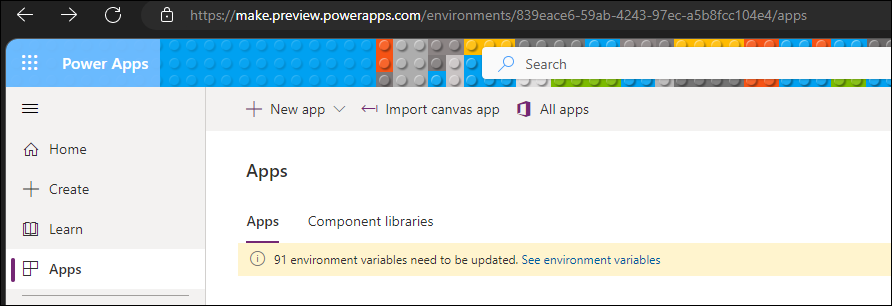 https://make.preview.powerapps.com/environments/839eace6-59ab-4243-97ec-a5b8fcc104e4/apps
Power Apps
Search
New app
Import canvas app
All apps
Home
Create
Learn
Apps
Apps
Apps
Component libraries
91 environment variables need to be updated. See environment variables